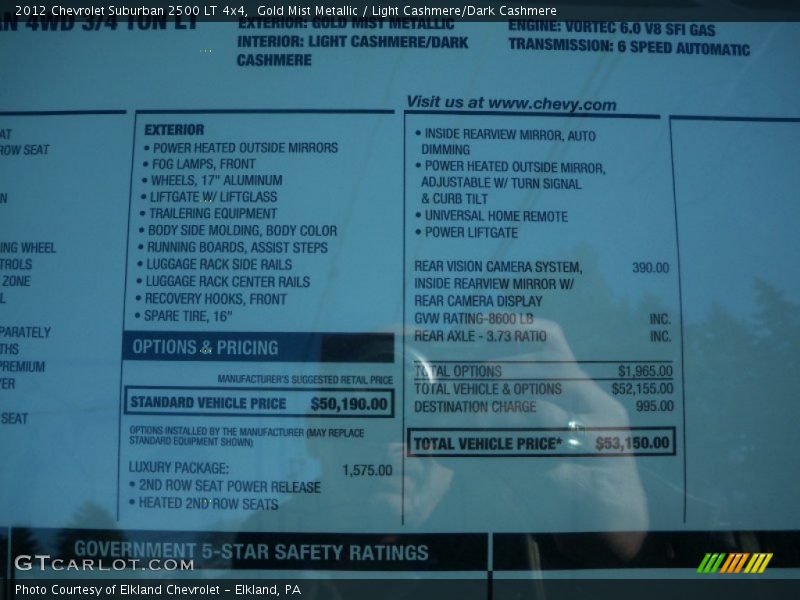 2012 Chevrolet Suburban 2500 LT 4x4,  Gold Mist Metallic / Light Cashmere/Dark Cashmere
4WD 3/4 TON LT
EXTERIOR: GOLD MIST METALLIC
INTERIOR: LIGHT CASHMERE/DARK
CASHMERE
ENGINE: VORTEC 6.0 V8 SFI GAS
TRANSMISSION: 6 SPEED AUTOMATIC
Visit us at www.chevy.com
AT
ROW SEAT
N
ING WHEEL
TROLS
ZONE
L
PARATELY
THS
PREMIUM
YER
SEAT
EXTERIOR
• POWER HEATED OUTSIDE MIRRORS
• FOG LAMPS, FRONT
• WHEELS, 17" ALUMINUM
• LIFTGATE W/ LIFTGLASS
• TRAILERING EQUIPMENT
• BODY SIDE MOLDING, BODY COLOR
• RUNNING BOARDS, ASSIST STEPS
• LUGGAGE RACK SIDE RAILS
• LUGGAGE RACK CENTER RAILS
• RECOVERY HOOKS, FRONT
• SPARE TIRE, 16"
OPTIONS & PRICING
MANUFACTURER'S SUGGESTED RETAIL PRICE
STANDARD VEHICLE PRICE $50,190.00
OPTIONS INSTALLED BY THE MANUFACTURER (MAY REPLACE
STANDARD EQUIPMENT SHOWN)
LUXURY PACKAGE: 1,575.00
• 2ND ROW SEAT POWER RELEASE
• HEATED 2ND ROW SEATS
• INSIDE REARVIEW MIRROR, AUTO
DIMMING
• POWER HEATED OUTSIDE MIRROR,
ADJUSTABLE W/ TURN SIGNAL
& CURB TILT
• UNIVERSAL HOME REMOTE
• POWER LIFTGATE
REAR VISION CAMERA SYSTEM, 390.00
INSIDE REARVIEW MIRROR W/
REAR CAMERA DISPLAY
GVW RATING-8600 LB INC.
REAR AXLE - 3.73 RATIO INC.
TOTAL OPTIONS $1,965.00
TOTAL VEHICLE & OPTIONS $52,155.00
DESTINATION CHARGE 995.00
TOTAL VEHICLE PRICE* $53,150.00
GOVERNMENT 5-STAR SAFETY RATINGS
GTCARLOT.COM
Photo Courtesy of Elkland Chevrolet - Elkland, PA